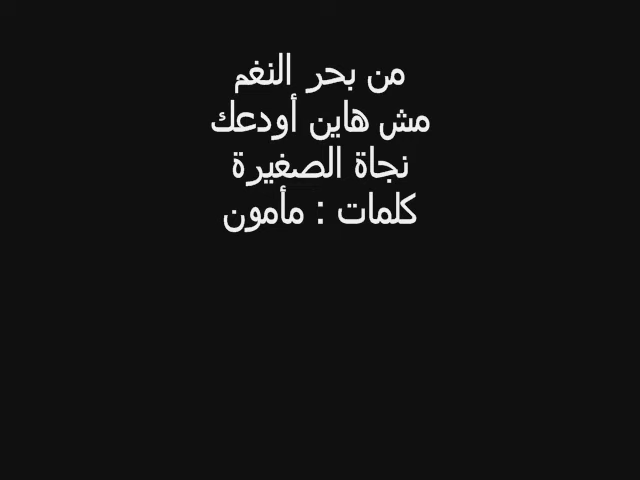 من بحر النغم
مش هاين أودعك
نجاة الصغيرة
كلمات : مأمون